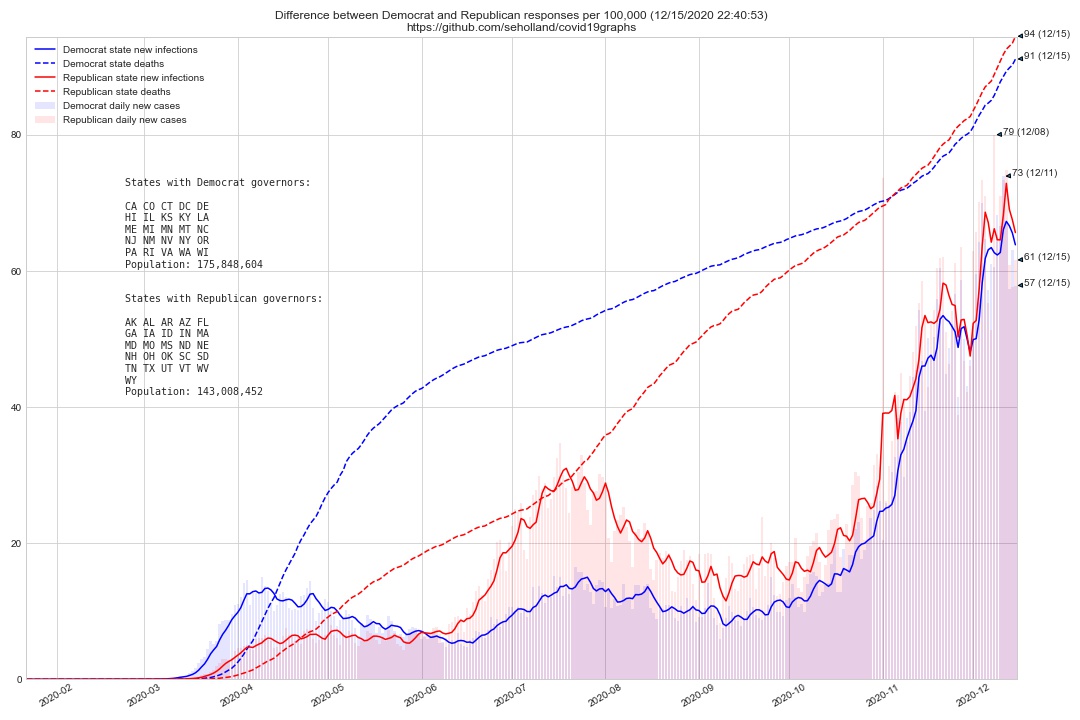 Difference between Democrat and Republican responses per 100,000 (12/15/2020 22:40:53)
https://github.com/seholland/covid19graphs
Democrat state new infections
Democrat state deaths
Republican state new infections
Republican state deaths
Democrat daily new cases
Republican daily new cases
94 (12/15)
91 (12/15)
79 (12/08)
73 (12/11)
61 (12/15)
57 (12/15)
States with Democrat governors:
CA CO CT DC DE
HI IL KS KY LA
ME MI MN MT NC
NJ NM NV NY OR
PA RI VA WA WI
Population: 175,848,604
States with Republican governors:
AK AL AR AZ FL
GA IA ID IN MA
MD MO MS ND NE
NH OH OK SC SD
TN TX UT VT WV
WY
Population: 143,008,452
80
60
40
20
0
2020-02
2020-03
2020-04
2020-05
2020-06
2020-07
2020-08
2020-09
2020-10
2020-11
2020-12